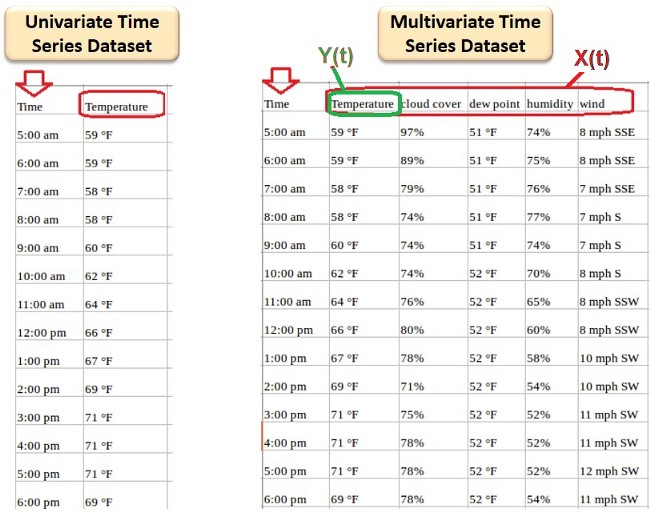 Univariate Time
Series Dataset
Time Temperature
5:00 am 59 °F
6:00 am 59 °F
7:00 am 58 °F
8:00 am 58 °F
9:00 am 60 °F
10:00 am 62 °F
11:00 am 64 °F
12:00 pm 66 °F
1:00 pm 67 °F
2:00 pm 69 °F
3:00 pm 71 °F
4:00 pm 71 °F
5:00 pm 71 °F
6:00 pm 69 °F
Multivariate Time
Series Dataset
Y(t) X(t)
Time Temperature cloud cover dew point humidity wind
5:00 am 59 °F 97% 51 °F 74% 8 mph SSE
6:00 am 59 °F 89% 51 °F 75% 8 mph SSE
7:00 am 58 °F 79% 51 °F 76% 7 mph SSE
8:00 am 58 °F 74% 51 °F 77% 7 mph S
9:00 am 60 °F 74% 51 °F 74% 7 mph S
10:00 am 62 °F 74% 52 °F 70% 8 mph S
11:00 am 64 °F 76% 52 °F 65% 8 mph SSW
12:00 pm 66 °F 80% 52 °F 60% 8 mph SSW
1:00 pm 67 °F 78% 52 °F 58% 10 mph SW
2:00 pm 69 °F 71% 52 °F 54% 10 mph SW
3:00 pm 71 °F 75% 52 °F 52% 11 mph SW
4:00 pm 71 °F 78% 52 °F 52% 11 mph SW
5:00 pm 71 °F 78% 52 °F 52% 12 mph SW
6:00 pm 69 °F 78% 52 °F 54% 11 mph SW